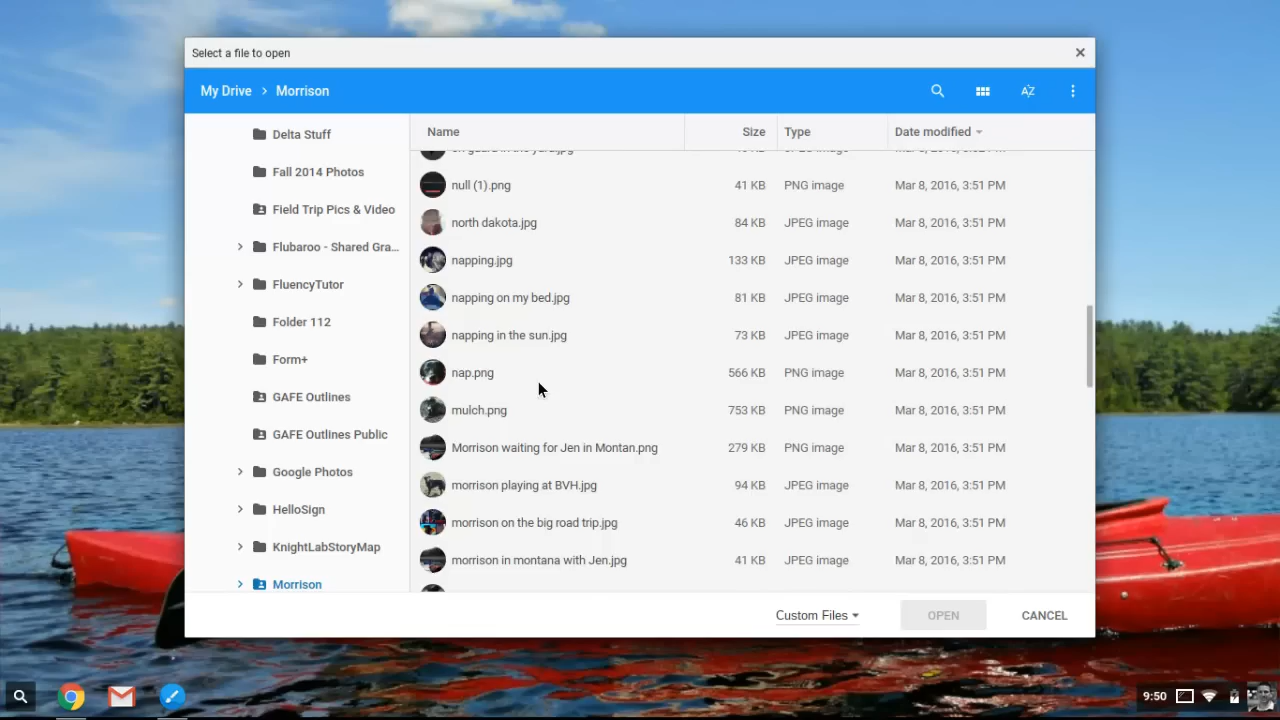 Select a file to open
My Drive > Morrison
AZ
Name Size Type Date modified
Delta Stuff
Fall 2014 Photos
Field Trip Pics & Video
Flubaroo - Shared Gra...
FluencyTutor
Folder 112
Form+
GAFE Outlines
GAFE Outlines Public
Google Photos
HelloSign
KnightLabStoryMap
Morrison
null (1).png 41 KB PNG image Mar 8, 2016, 3:51 PM
north dakota.jpg 84 KB JPEG image Mar 8, 2016, 3:51 PM
napping.jpg 133 KB JPEG image Mar 8, 2016, 3:51 PM
napping on my bed.jpg 81 KB JPEG image Mar 8, 2016, 3:51 PM
napping in the sun.jpg 73 KB JPEG image Mar 8, 2016, 3:51 PM
nap.png 566 KB PNG image Mar 8, 2016, 3:51 PM
mulch.png 753 KB PNG image Mar 8, 2016, 3:51 PM
Morrison waiting for Jen in Montan.png 279 KB PNG image Mar 8, 2016, 3:51 PM
morrison playing at BVH.jpg 94 KB JPEG image Mar 8, 2016, 3:51 PM
morrison on the big road trip.jpg 46 KB JPEG image Mar 8, 2016, 3:51 PM
morrison in montana with Jen.jpg 41 KB JPEG image Mar 8, 2016, 3:51 PM
Custom Files OPEN CANCEL
9:50